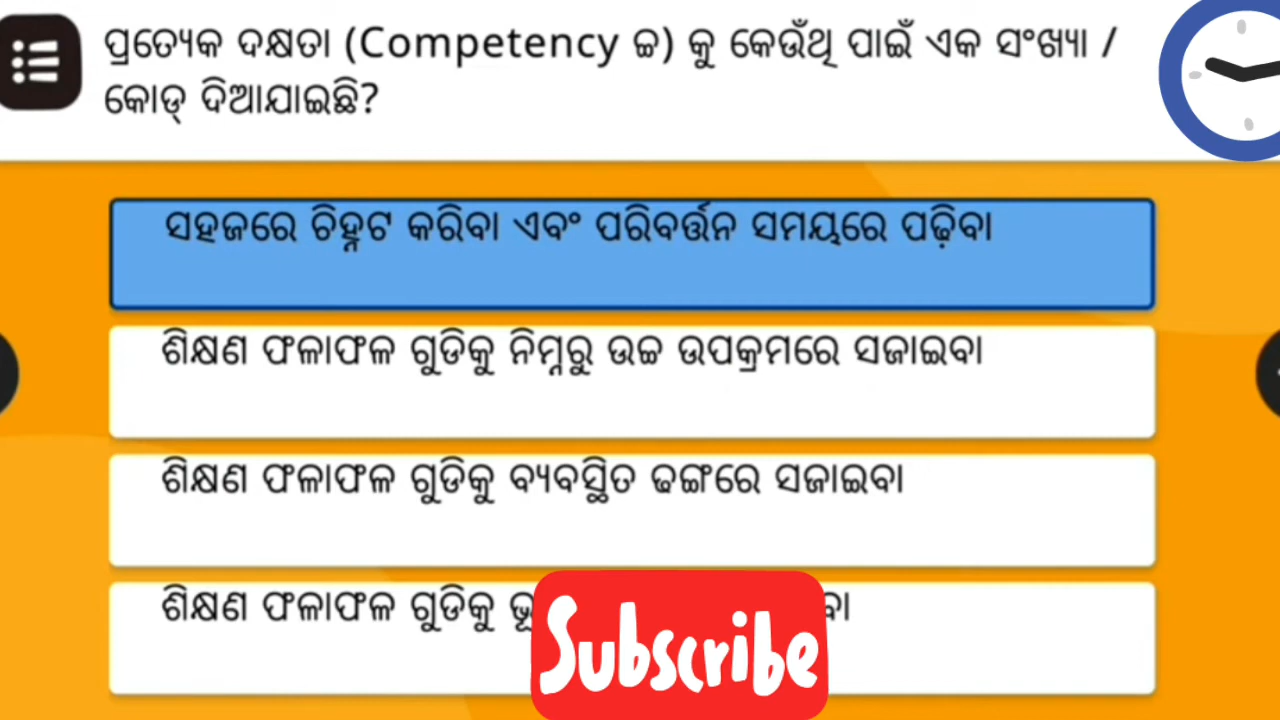 ପ୍ରତ୍ୟେକ ଦକ୍ଷତା (Competency ଚ୍ଚ) କୁ କେଉଁଥି ପାଇଁ ଏକ ସଂଖ୍ୟା /
କୋଡ୍ ଦିଆଯାଇଛି?
ସହଜରେ ଚିହ୍ନଟ କରିବା ଏବଂ ପରିବର୍ତ୍ତନ ସମୟରେ ପଢ଼ିବା
ଶିକ୍ଷଣ ଫଳାଫଳ ଗୁଡିକୁ ନିମ୍ନରୁ ଉଚ୍ଚ ଉପକ୍ରମରେ ସଜାଇବା
ଶିକ୍ଷଣ ଫଳାଫଳ ଗୁଡିକୁ ବ୍ୟବସ୍ଥିତ ଢଙ୍ଗରେ ସଜାଇବା
ଶିକ୍ଷଣ ଫଳାଫଳ ଗୁଡିକୁ
Subscribe